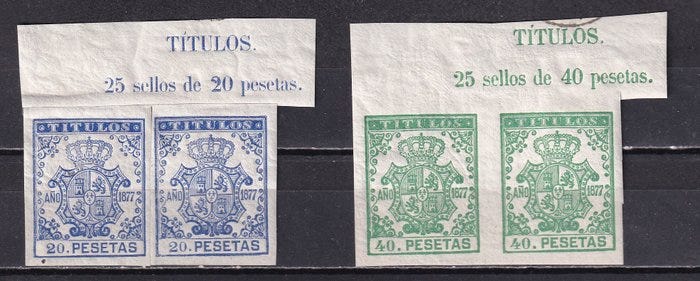 TÍTULOS.
25 sellos de 20 pesetas.
TITULOS
AÑO 1877
20. PESETAS
TITULOS
AÑO 1877
20. PESETAS
TÍTULOS.
25 sellos de 40 pesetas.
TITULOS
AÑO 1877
40. PESETAS
TITULOS
AÑO 1877
40. PESETAS